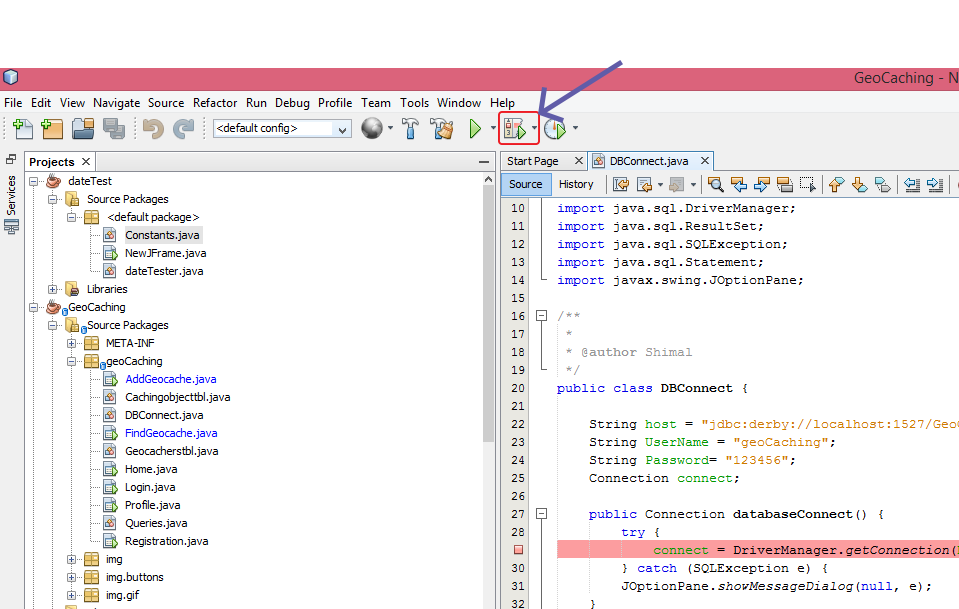 GeoCaching - N
File Edit View Navigate Source Refactor Run Debug Profile Team Tools Window Help
<default config>
Projects
Services
dateTest
Source Packages
<default package>
Constants.java
NewJFrame.java
dateTester.java
Libraries
GeoCaching
Source Packages
META-INF
geoCaching
AddGeocache.java
Cachingobjecttbl.java
DBConnect.java
FindGeocache.java
Geocacherstbl.java
Home.java
Login.java
Profile.java
Queries.java
Registration.java
img
img.buttons
img.gif
Start Page DBConnect.java
Source History
10 import java.sql.DriverManager;
11 import java.sql.ResultSet;
12 import java.sql.SQLException;
13 import java.sql.Statement;
14 import javax.swing.JOptionPane;
15
16 /**
17 *
18 * @author Shimal
19 */
20 public class DBConnect {
21
22 String host = "jdbc:derby://localhost:1527/Geo
23 String UserName = "geoCaching";
24 String Password= "123456";
25 Connection connect;
26
27 public Connection databaseConnect() {
28 try {
connect = DriverManager.getConnection(
30 } catch (SQLException e) {
31 JOptionPane.showMessageDialog(null, e);
32 }